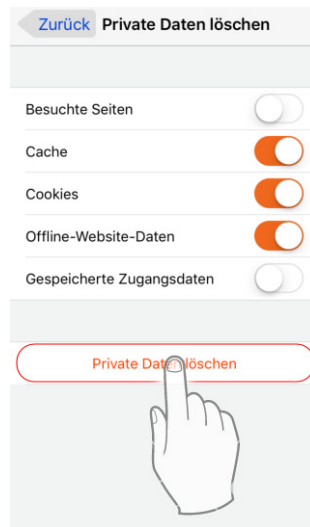 Zurück Private Daten löschen
Besuchte Seiten
Cache
Cookies
Offline-Website-Daten
Gespeicherte Zugangsdaten
Private Daten löschen